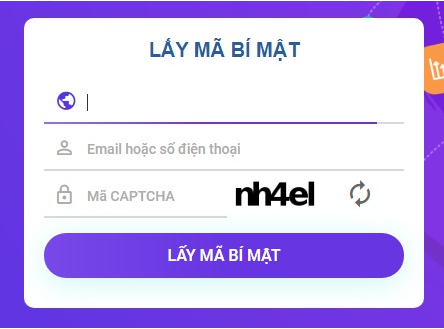 LẤY MÃ BÍ MẬT
Email hoặc số điện thoại
Mã CAPTCHA
nh4el
LẤY MÃ BÍ MẬT